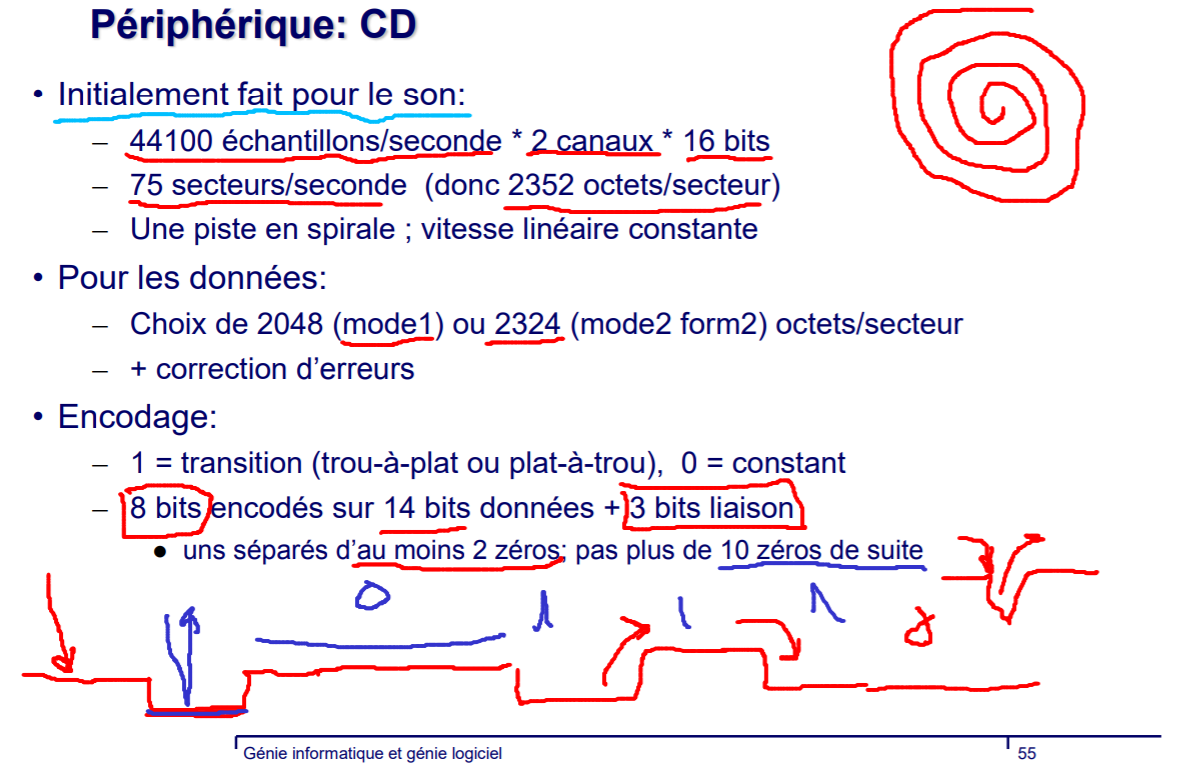 Périphérique: CD
• Initialement fait pour le son:
– 44100 échantillons/seconde * 2 canaux * 16 bits
– 75 secteurs/seconde (donc 2352 octets/secteur)
– Une piste en spirale ; vitesse linéaire constante
• Pour les données:
– Choix de 2048 (mode1) ou 2324 (mode2 form2) octets/secteur
– + correction d’erreurs
• Encodage:
– 1 = transition (trou-à-plat ou plat-à-trou), 0 = constant
– 8 bits encodés sur 14 bits données + 3 bits liaison
● uns séparés d’au moins 2 zéros; pas plus de 10 zéros de suite
0 1 1 1
Génie informatique et génie logiciel 55